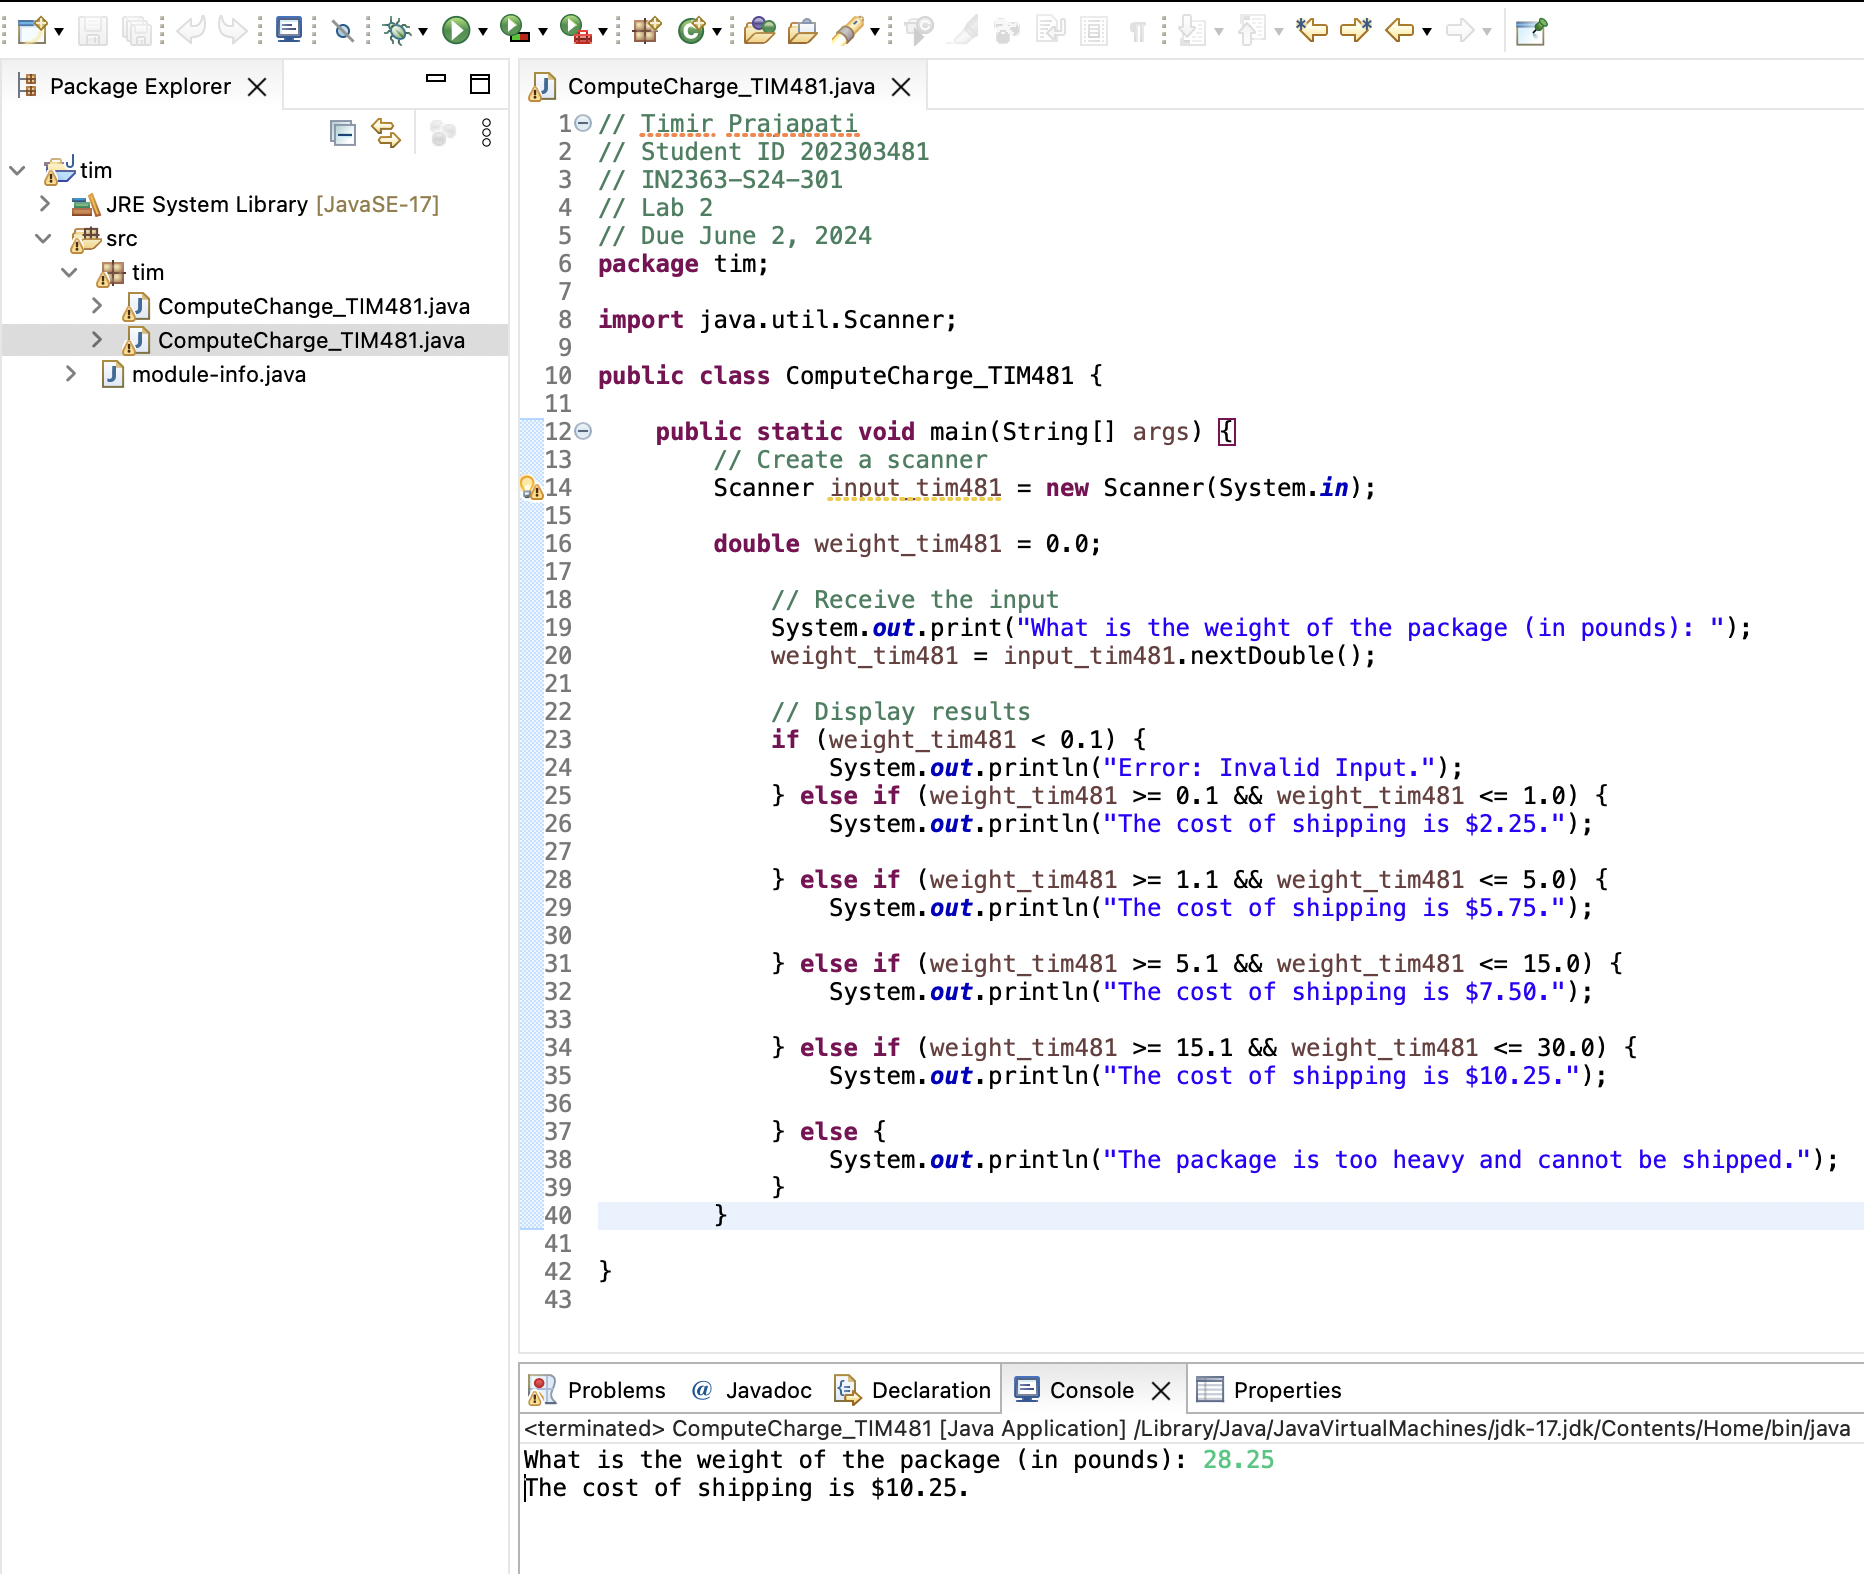 Package Explorer
tim
JRE System Library [JavaSE-17]
src
tim
ComputeChange_TIM481.java
ComputeCharge_TIM481.java
module-info.java
ComputeCharge_TIM481.java
1 // Timir Prajapati
2 // Student ID 202303481
3 // IN2363-S24-301
4 // Lab 2
5 // Due June 2, 2024
6 package tim;
7
8 import java.util.Scanner;
9
10 public class ComputeCharge_TIM481 {
11
12     public static void main(String[] args) {
13         // Create a scanner
14         Scanner input_tim481 = new Scanner(System.in);
15
16         double weight_tim481 = 0.0;
17
18             // Receive the input
19             System.out.print("What is the weight of the package (in pounds): ");
20             weight_tim481 = input_tim481.nextDouble();
21
22             // Display results
23             if (weight_tim481 < 0.1) {
24                 System.out.println("Error: Invalid Input.");
25             } else if (weight_tim481 >= 0.1 && weight_tim481 <= 1.0) {
26                 System.out.println("The cost of shipping is $2.25.");
27
28             } else if (weight_tim481 >= 1.1 && weight_tim481 <= 5.0) {
29                 System.out.println("The cost of shipping is $5.75.");
30
31             } else if (weight_tim481 >= 5.1 && weight_tim481 <= 15.0) {
32                 System.out.println("The cost of shipping is $7.50.");
33
34             } else if (weight_tim481 >= 15.1 && weight_tim481 <= 30.0) {
35                 System.out.println("The cost of shipping is $10.25.");
36
37             } else {
38                 System.out.println("The package is too heavy and cannot be shipped.");
39             }
40         }
41
42 }
43
Problems @ Javadoc Declaration Console Properties
<terminated> ComputeCharge_TIM481 [Java Application] /Library/Java/JavaVirtualMachines/jdk-17.jdk/Contents/Home/bin/java
What is the weight of the package (in pounds): 28.25
The cost of shipping is $10.25.